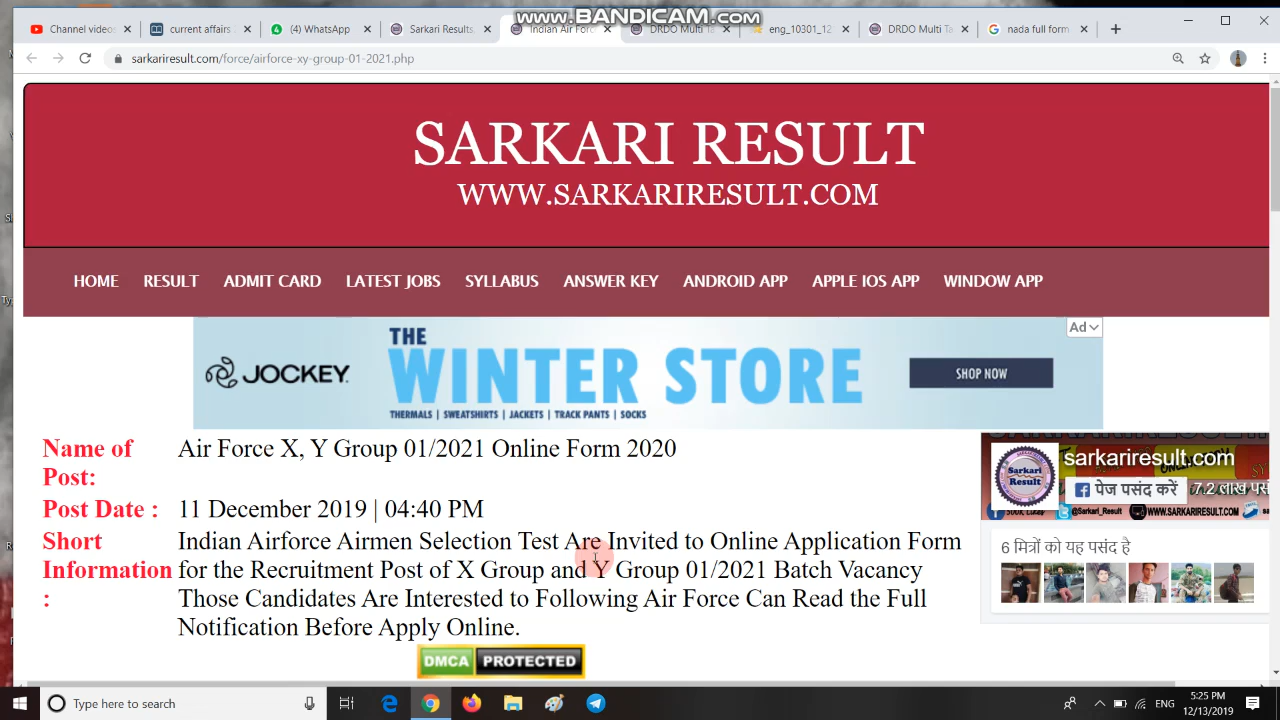 www.BANDICAM.com
Channel videos
current affairs
(4) WhatsApp
Sarkari Results
Indian Air Forc
DRDO Multi Ta
eng_10301_12
DRDO Multi Ta
nada full form
sarkariresult.com/force/airforce-xy-group-01-2021.php
SARKARI RESULT
WWW.SARKARIRESULT.COM
HOME RESULT ADMIT CARD LATEST JOBS SYLLABUS ANSWER KEY ANDROID APP APPLE IOS APP WINDOW APP
Ad
JOCKEY
THE
WINTER STORE
THERMALS | SWEATSHIRTS | JACKETS | TRACK PANTS | SOCKS
SHOP NOW
Name of Post: Air Force X, Y Group 01/2021 Online Form 2020
Post Date : 11 December 2019 | 04:40 PM
Short Information : Indian Airforce Airmen Selection Test Are Invited to Online Application Form
for the Recruitment Post of X Group and Y Group 01/2021 Batch Vacancy
Those Candidates Are Interested to Following Air Force Can Read the Full
Notification Before Apply Online.
DMCA PROTECTED
Sarkari Result
sarkariresult.com
पेज पसंद करें
7.2 लाख
@Sarkari_Result
WWW.SARKARIRESULT.COM
6 मित्रों को यह पसंद है
Type here to search
ENG
5:25 PM
12/13/2019